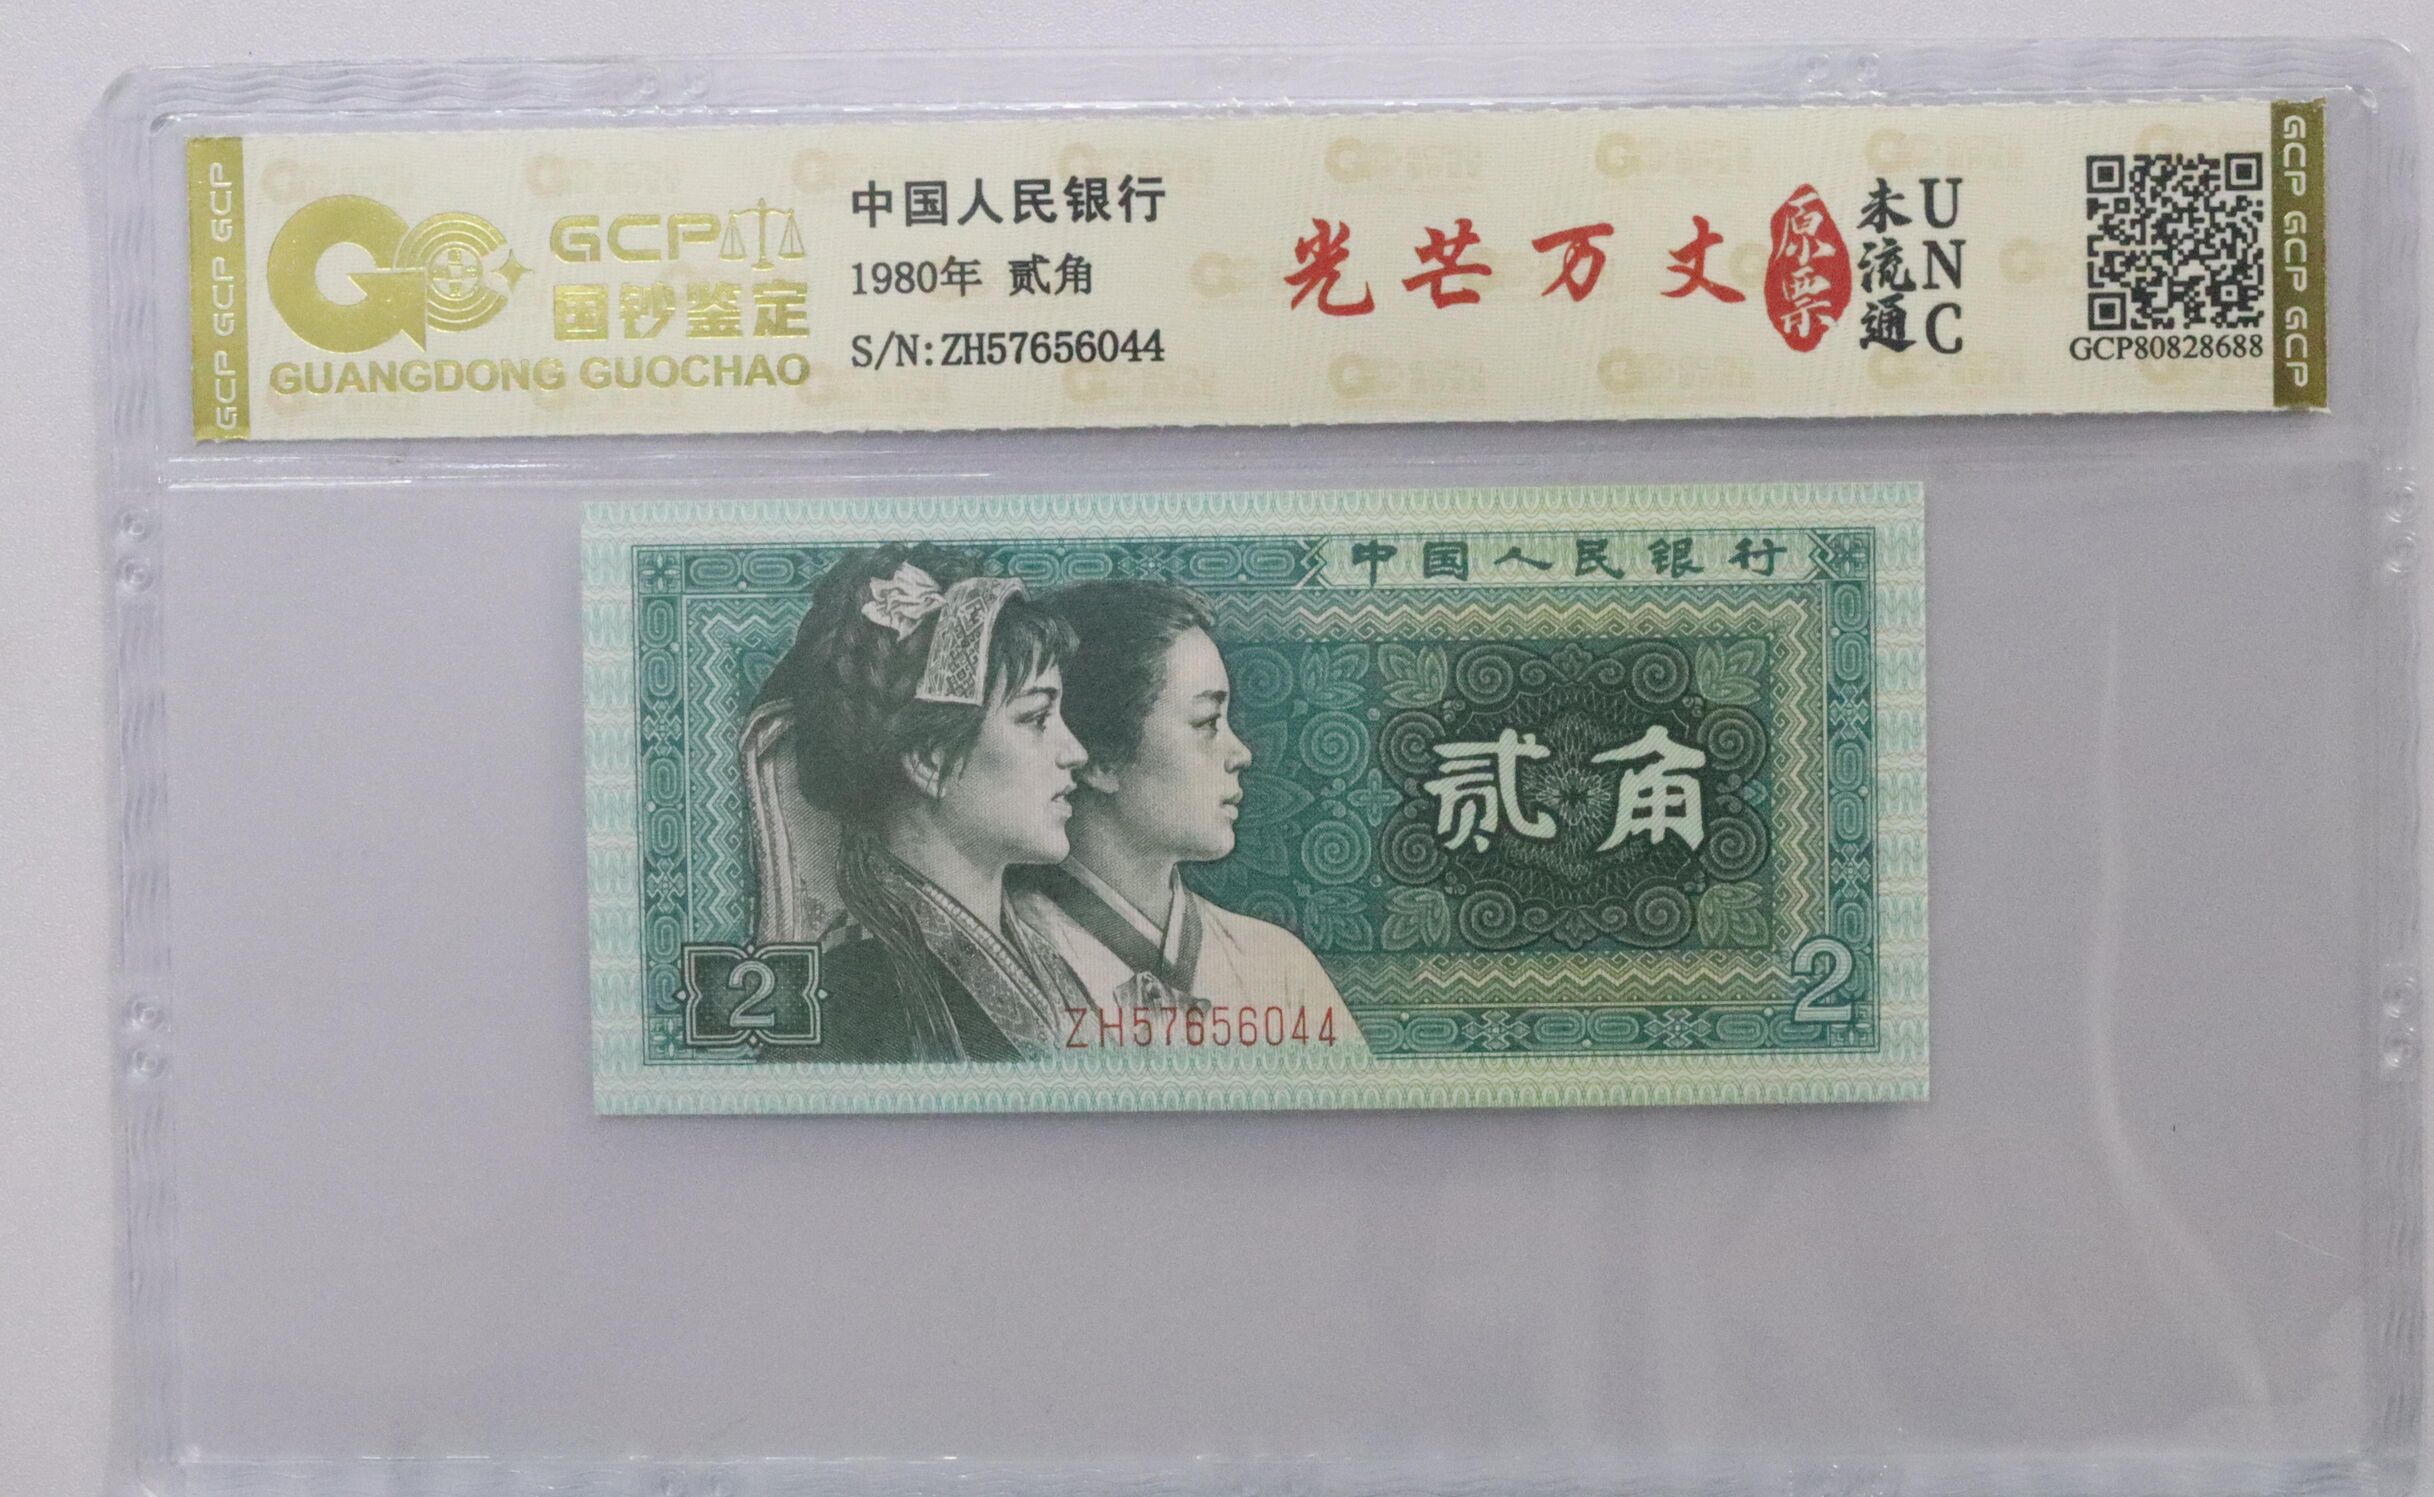 GCP GCP GCP
GCP
国钞鉴定
GUANGDONG GUOCHAO
中国人民银行
1980年 贰角
S/N:ZH57656044
光芒万丈
原票
未流通
UNC
GCP80828688
GCP GCP GCP
中国人民银行
贰角
2
ZH57656044
2